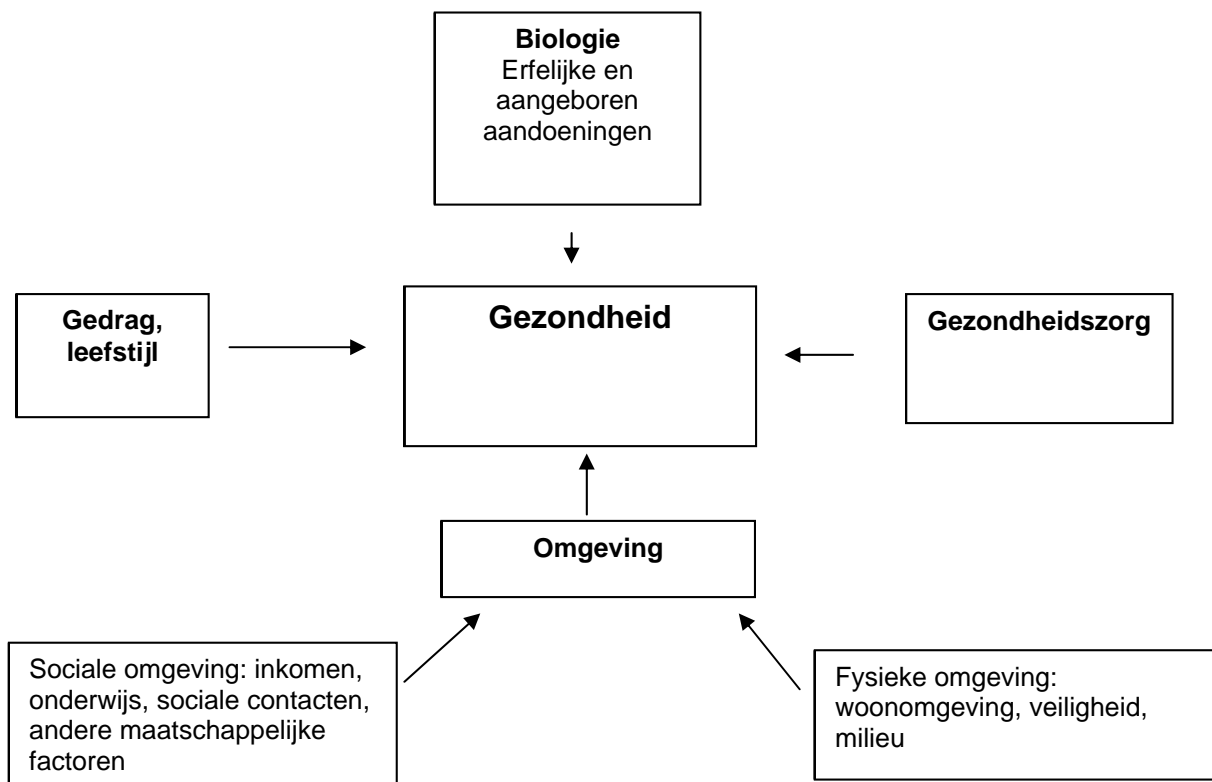 Biologie
Erfelijke en
aangeboren
aandoeningen
Gedrag,
leefstijl
Gezondheid
Gezondheidszorg
Omgeving
Sociale omgeving: inkomen,
onderwijs, sociale contacten,
andere maatschappelijke
factoren
Fysieke omgeving:
woonomgeving, veiligheid,
milieu